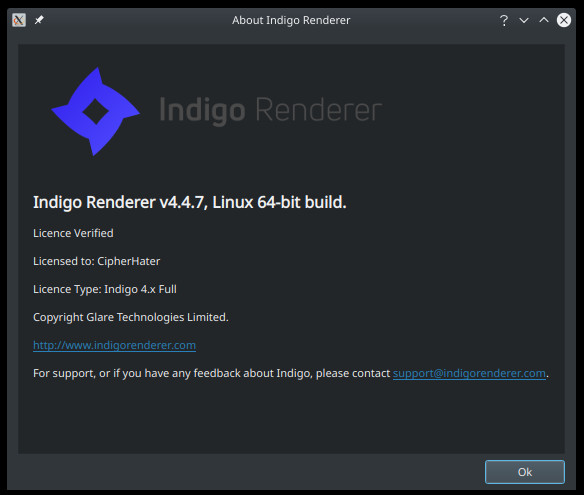 About Indigo Renderer
Indigo Renderer
Indigo Renderer v4.4.7, Linux 64-bit build.
Licence Verified
Licensed to: CipherHater
Licence Type: Indigo 4.x Full
Copyright Glare Technologies Limited.
http://www.indigorenderer.com
For support, or if you have any feedback about Indigo, please contact support@indigorenderer.com.
Ok